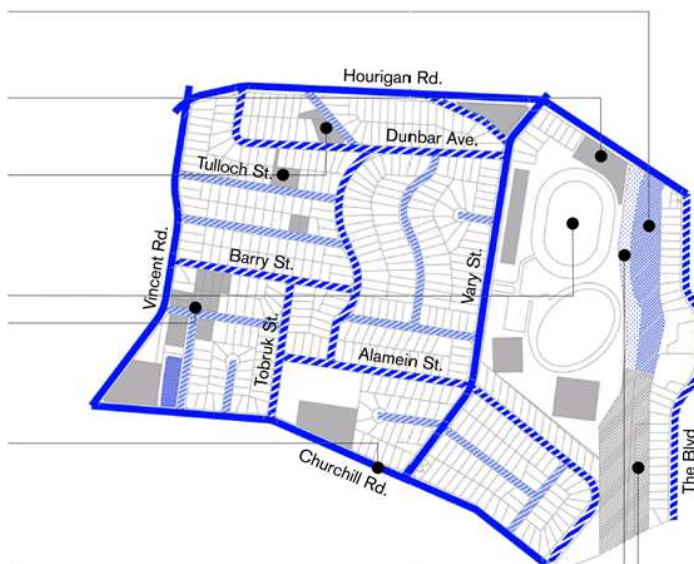 Hourigan Rd.
Dunbar Ave.
Tulloch St.
Vincent Rd.
Barry St.
Vary St.
Tobruk St.
Alamein St.
The Blvd
Churchill Rd.